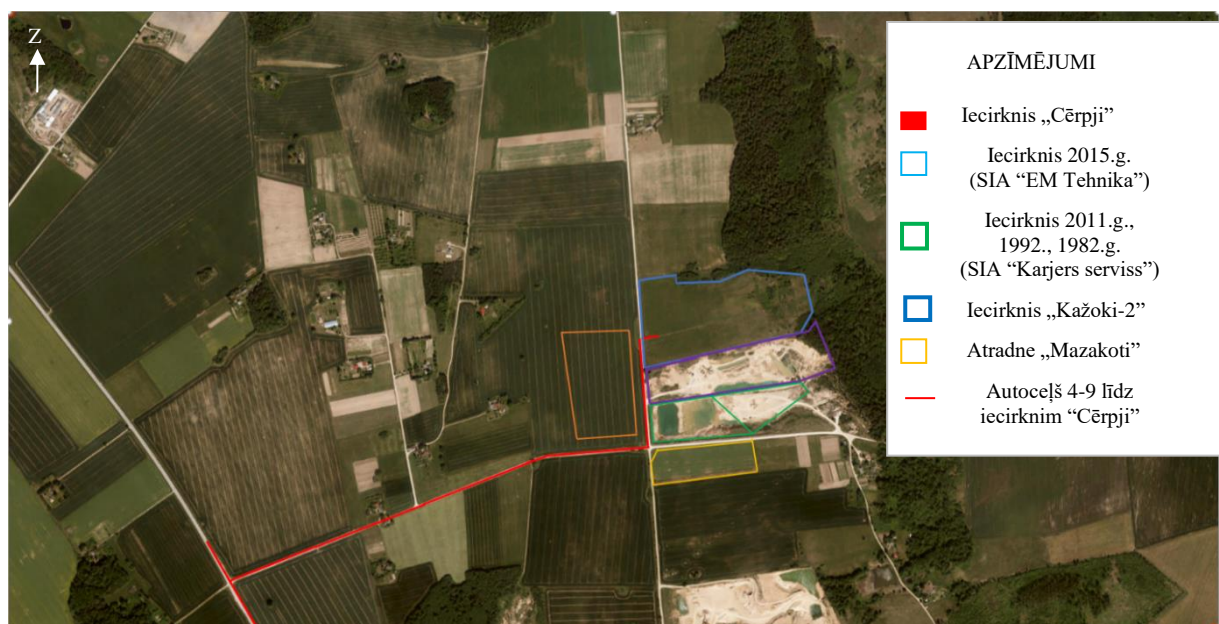 Z
APZĪMĒJUMI
Iecirknis „Cērpji”
Iecirknis 2015.g.
(SIA “EM Tehnika”)
Iecirknis 2011.g.,
1992., 1982.g.
(SIA “Karjers serviss”)
Iecirknis „Kažoki-2”
Atradne „Mazakoti”
Autoceļš 4-9 līdz
iecirknim “Cērpji”